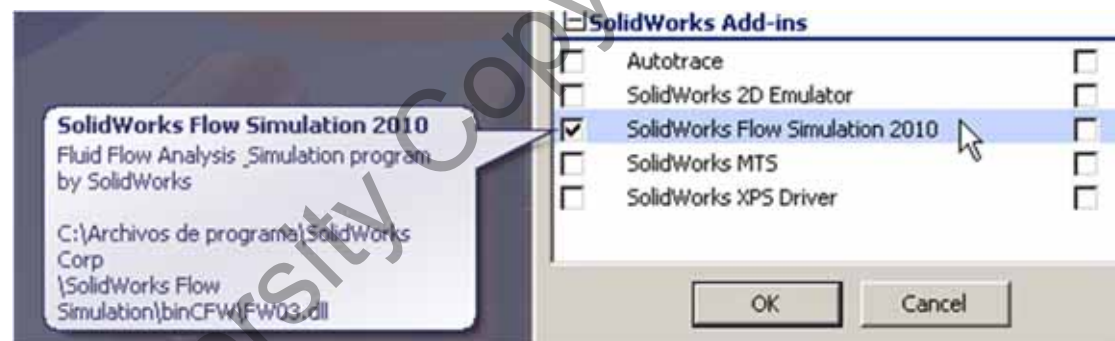 SolidWorks Flow Simulation 2010
Fluid Flow Analysis _Simulation program
by SolidWorks
C:\Archivos de programa\SolidWorks
Corp
\SolidWorks Flow
Simulation\binCFW\FW03.dll
SolidWorks Add-ins
Autotrace
SolidWorks 2D Emulator
SolidWorks Flow Simulation 2010
SolidWorks MTS
SolidWorks XPS Driver
OK
Cancel